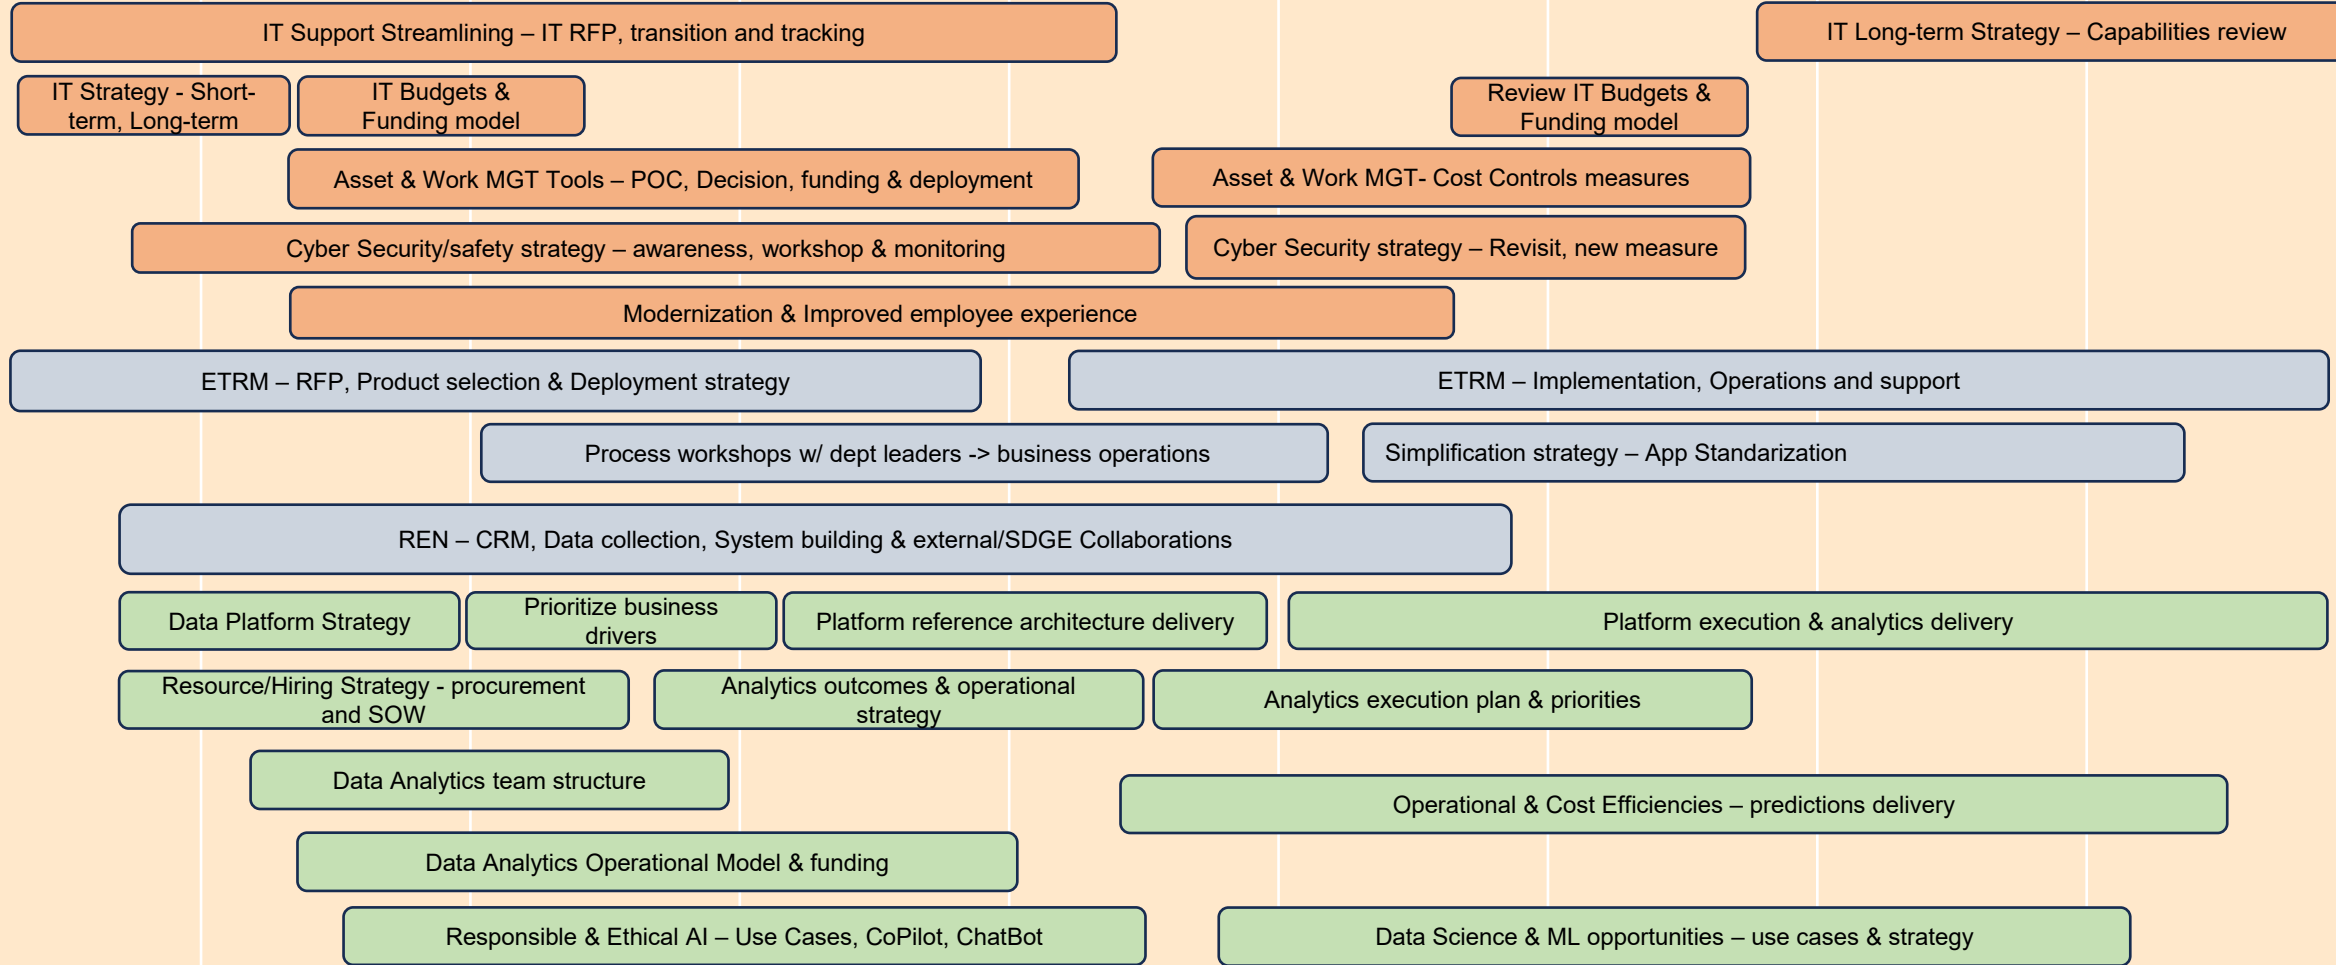 IT Support Streamlining – IT RFP, transition and tracking
IT Long-term Strategy – Capabilities review
IT Strategy - Short-
term, Long-term
IT Budgets &
Funding model
Review IT Budgets &
Funding model
Asset & Work MGT Tools – POC, Decision, funding & deployment
Asset & Work MGT- Cost Controls measures
Cyber Security/safety strategy – awareness, workshop & monitoring
Cyber Security strategy – Revisit, new measure
Modernization & Improved employee experience
ETRM – RFP, Product selection & Deployment strategy
ETRM – Implementation, Operations and support
Process workshops w/ dept leaders -> business operations
Simplification strategy – App Standarization
REN – CRM, Data collection, System building & external/SDGE Collaborations
Data Platform Strategy
Prioritize business
drivers
Platform reference architecture delivery
Platform execution & analytics delivery
Resource/Hiring Strategy - procurement
and SOW
Analytics outcomes & operational
strategy
Analytics execution plan & priorities
Data Analytics team structure
Operational & Cost Efficiencies – predictions delivery
Data Analytics Operational Model & funding
Responsible & Ethical AI – Use Cases, CoPilot, ChatBot
Data Science & ML opportunities – use cases & strategy